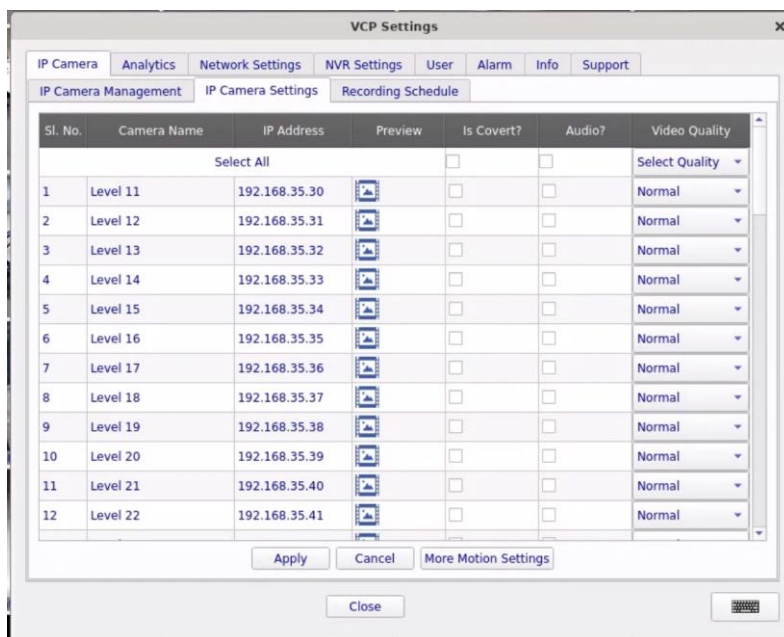 VCP Settings
IP Camera Analytics Network Settings NVR Settings User Alarm Info Support
IP Camera Management IP Camera Settings Recording Schedule
Sl. No. Camera Name IP Address Preview Is Covert? Audio? Video Quality
Select All Select Quality
1 Level 11 192.168.35.30 Normal
2 Level 12 192.168.35.31 Normal
3 Level 13 192.168.35.32 Normal
4 Level 14 192.168.35.33 Normal
5 Level 15 192.168.35.34 Normal
6 Level 16 192.168.35.35 Normal
7 Level 17 192.168.35.36 Normal
8 Level 18 192.168.35.37 Normal
9 Level 19 192.168.35.38 Normal
10 Level 20 192.168.35.39 Normal
11 Level 21 192.168.35.40 Normal
12 Level 22 192.168.35.41 Normal
Apply Cancel More Motion Settings
Close